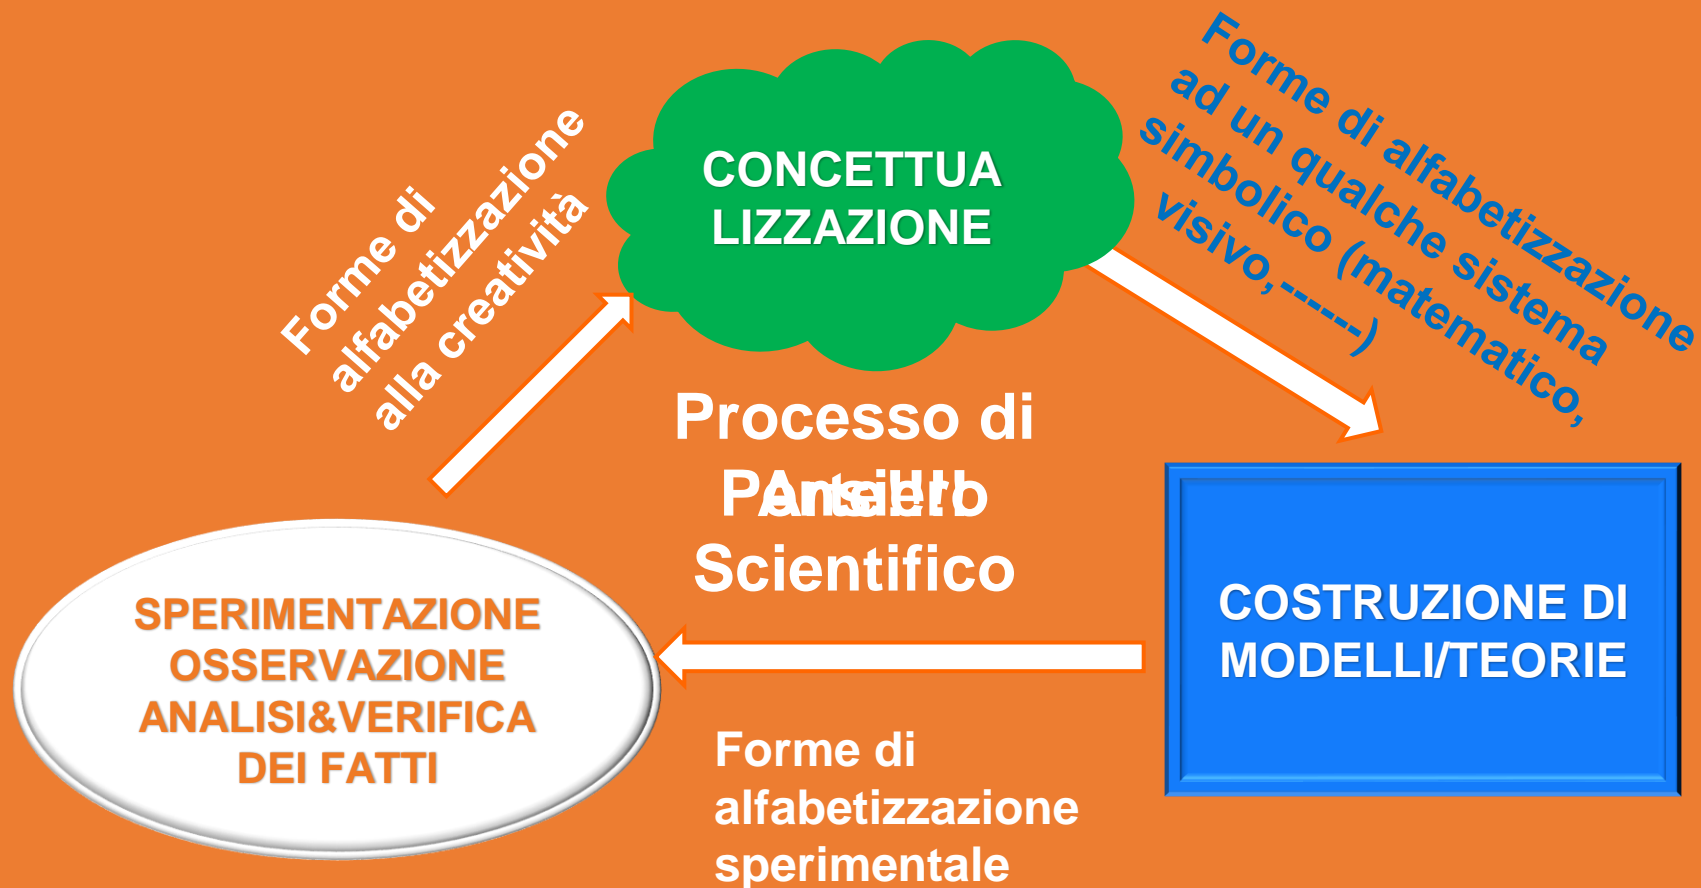 Forme di
alfabetizzazione
alla creatività
CONCETTUA
LIZZAZIONE
Forme di alfabetizzazione
ad un qualche sistema
simbolico (matematico,
visivo,------)
Processo di
Pensiero
Scientifico
SPERIMENTAZIONE
OSSERVAZIONE
ANALISI&VERIFICA
DEI FATTI
COSTRUZIONE DI
MODELLI/TEORIE
Forme di
alfabetizzazione
sperimentale